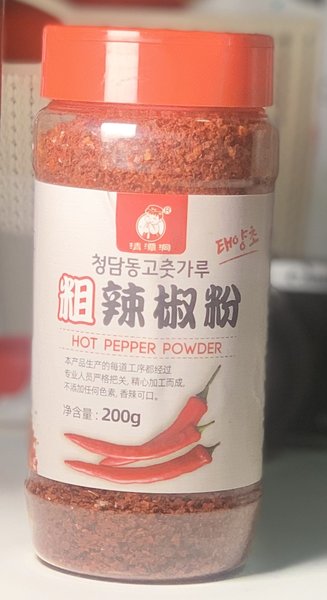 清潭洞
청담동고춧가루
태양초
粗辣椒粉
HOT PEPPER POWDER
本产品生产的每道工序都经过
专业人员严格把关, 精心加工而成,
不添加任何色素, 香辣可口。
净含量 : 200g